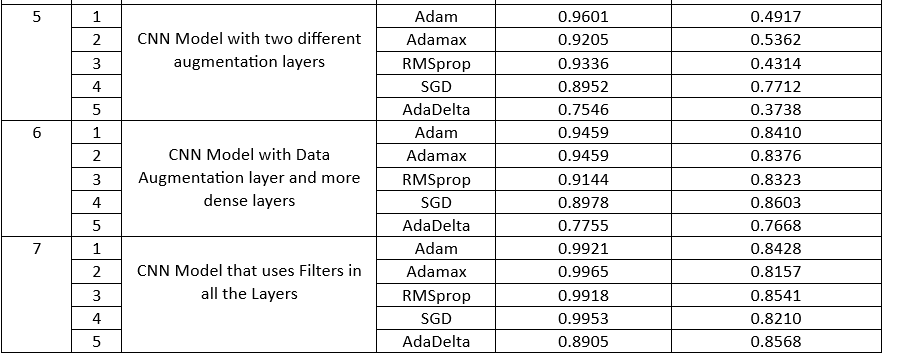 5 1 Adam 0.9601 0.4917
2 CNN Model with two different Adamax 0.9205 0.5362
3 augmentation layers RMSprop 0.9336 0.4314
4 SGD 0.8952 0.7712
5 AdaDelta 0.7546 0.3738
6 1 Adam 0.9459 0.8410
2 CNN Model with Data Adamax 0.9459 0.8376
3 Augmentation layer and more RMSprop 0.9144 0.8323
4 dense layers SGD 0.8978 0.8603
5 AdaDelta 0.7755 0.7668
7 1 Adam 0.9921 0.8428
2 CNN Model that uses Filters in Adamax 0.9965 0.8157
3 all the Layers RMSprop 0.9918 0.8541
4 SGD 0.9953 0.8210
5 AdaDelta 0.8905 0.8568